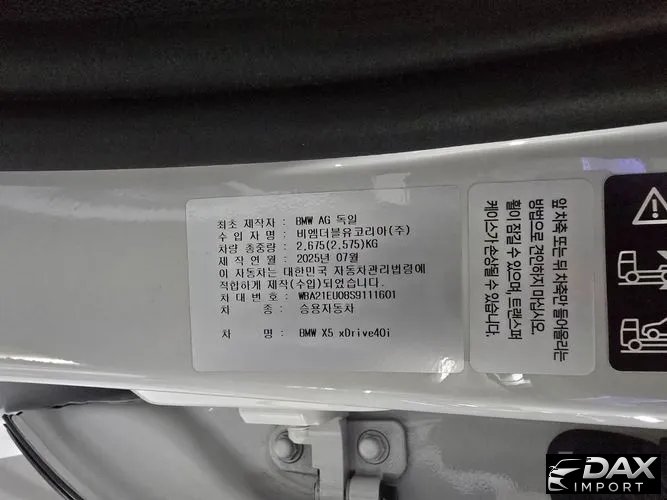 최초 제작자 : BMW AG 독일
수 입 자 명 : 비엠더블유코리아(주)
차량 총중량 : 2,675(2,575)KG
제 작 연 월 : 2025년 07월
이 자동차는 대한민국 자동차관리법령에
적합하게 제작(수입)되었습니다.
차 대 번 호 : WBA21EU08S9111601
차 종 : 승용자동차
차 명 : BMW X5 xDrive40i
앞 차축 또는 뒤 차축만 들어올리는
방법으로 견인하지 마십시오.
휠이 잠길 수 있으며, 트랜스퍼
케이스가 손상될 수 있습니다.
DAX
IMPORT